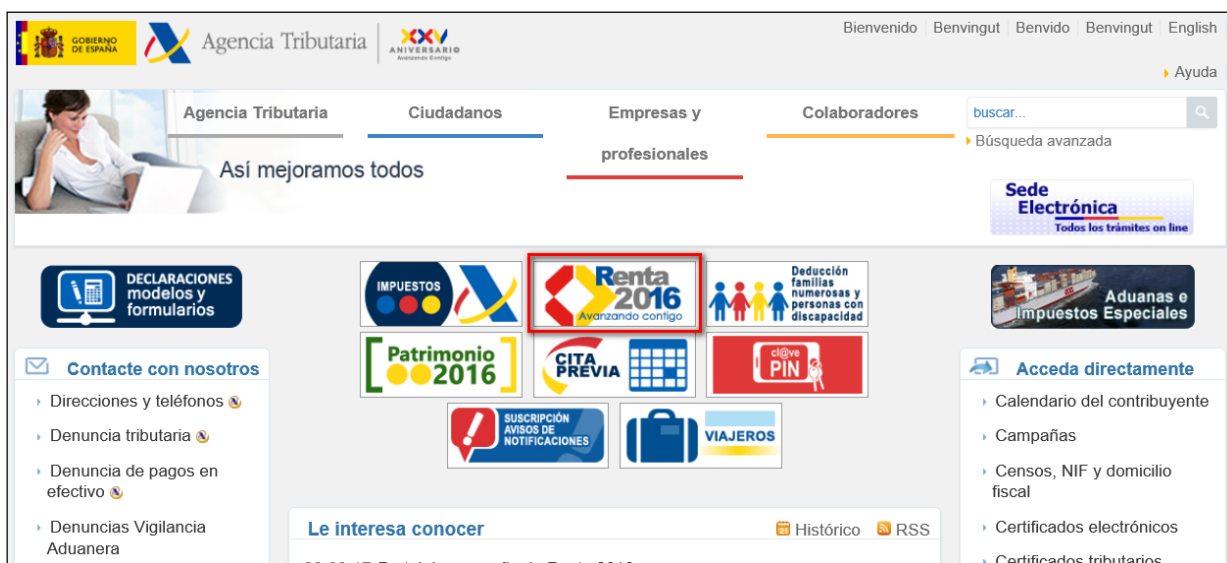 GOBIERNO
DE ESPAÑA
Agencia Tributaria
XXV
ANIVERSARIO
Avanzando Contigo
Bienvenido Benvingut Benvido Benvingut English
Ayuda
Agencia Tributaria
Ciudadanos
Empresas y
profesionales
Colaboradores
buscar...
Búsqueda avanzada
Así mejoramos todos
Sede
Electrónica
Todos los trámites on line
DECLARACIONES
modelos y
formularios
IMPUESTOS
Renta
2016
Avanzando contigo
Deducción
familias
numerosas y
personas con
discapacidad
Aduanas e
Impuestos Especiales
Patrimonio
2016
CITA
PREVIA
cl@ve
PIN
SUSCRIPCIÓN
AVISOS DE
NOTIFICACIONES
VIAJEROS
Contacte con nosotros
Direcciones y teléfonos
Denuncia tributaria
Denuncia de pagos en
efectivo
Denuncias Vigilancia
Aduanera
Le interesa conocer
Histórico RSS
Acceda directamente
Calendario del contribuyente
Campañas
Censos, NIF y domicilio
fiscal
Certificados electrónicos
Certificados tributarios